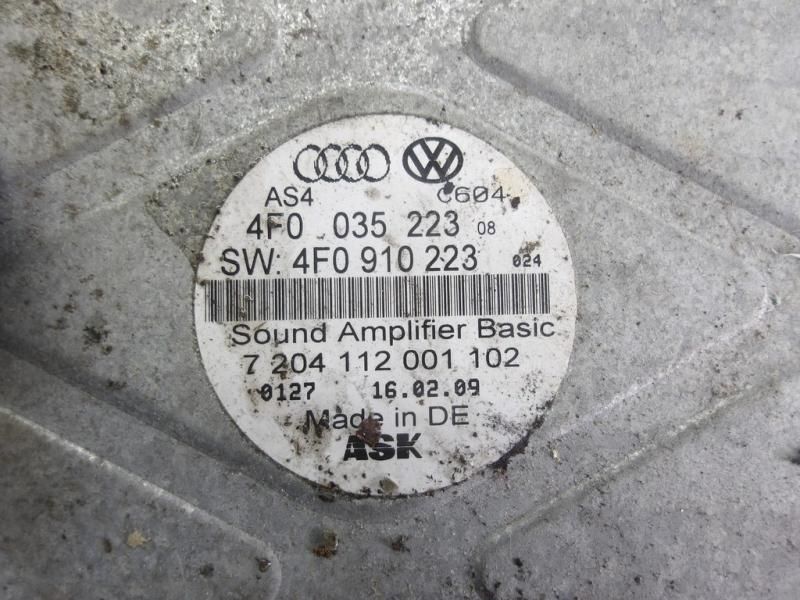 AS4 C604
4F0 035 223 08
SW: 4F0 910 223 024
Sound Amplifier Basic
7 204 112 001 102
0127 16.02.09
Made in DE
ASK